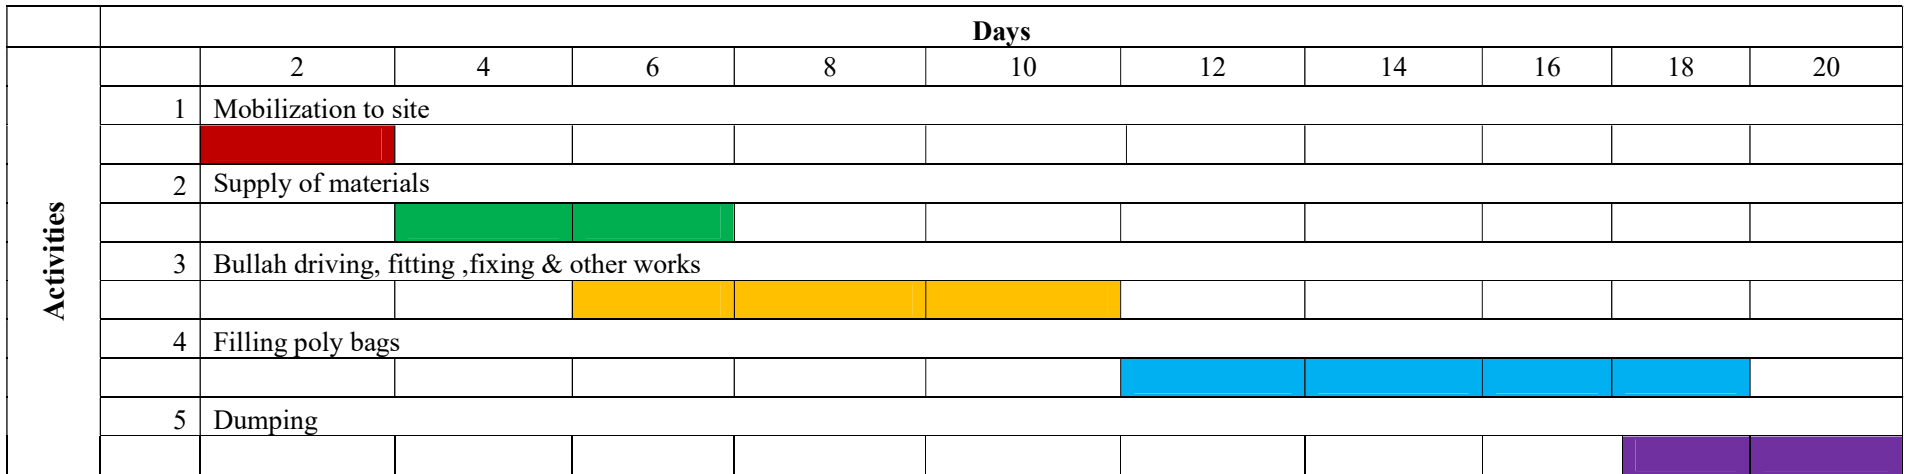 Days
2 4 6 8 10 12 14 16 18 20
Activities
1 Mobilization to site
2 Supply of materials
3 Bullah driving, fitting ,fixing & other works
4 Filling poly bags
5 Dumping